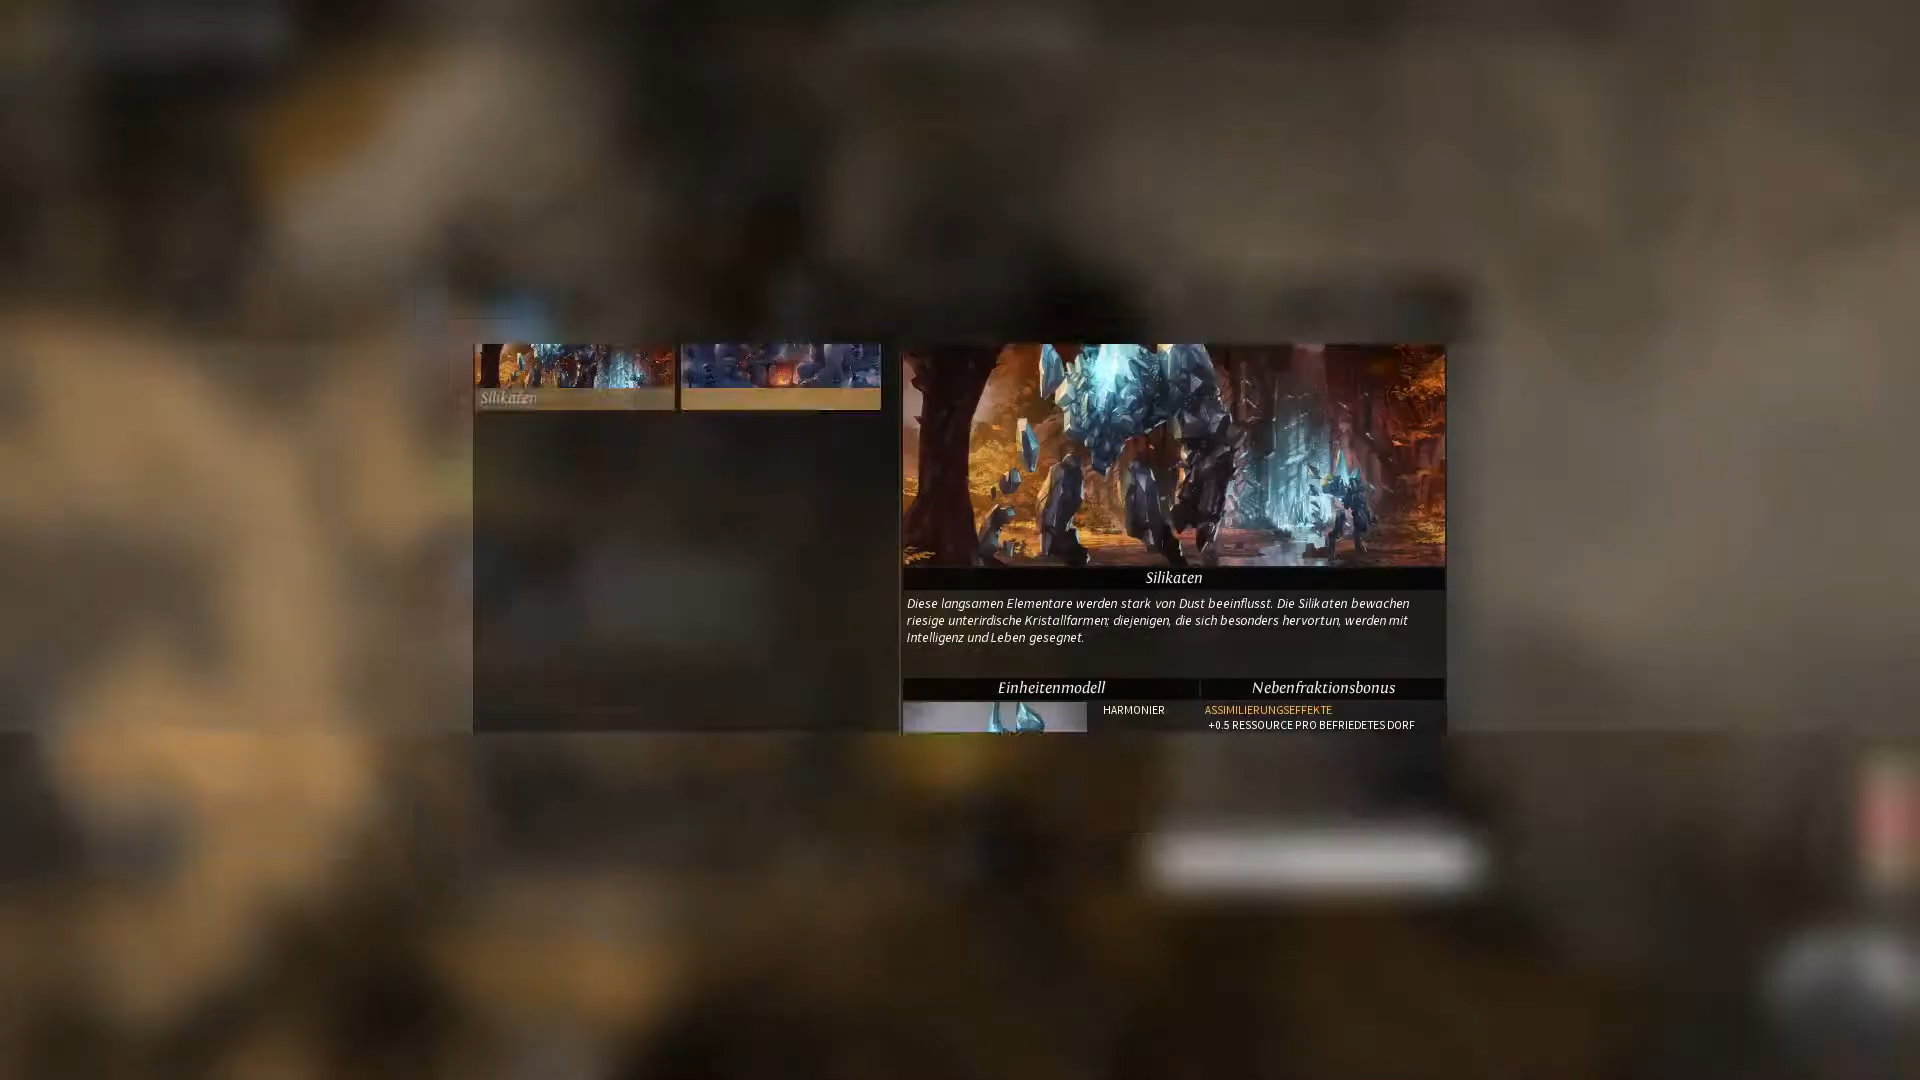 Silikaten
Silikaten
Diese langsamen Elementare werden stark von Dust beeinflusst. Die Silikaten bewachen
riesige unterirdische Kristallfarmen; diejenigen, die sich besonders hervortun, werden mit
Intelligenz und Leben gesegnet.
Einheitenmodell
Nebenfraktionsbonus
HARMONIER
ASSIMILIERUNGSEFFEKTE
+0.5 RESSOURCE PRO BEFRIEDETES DORF